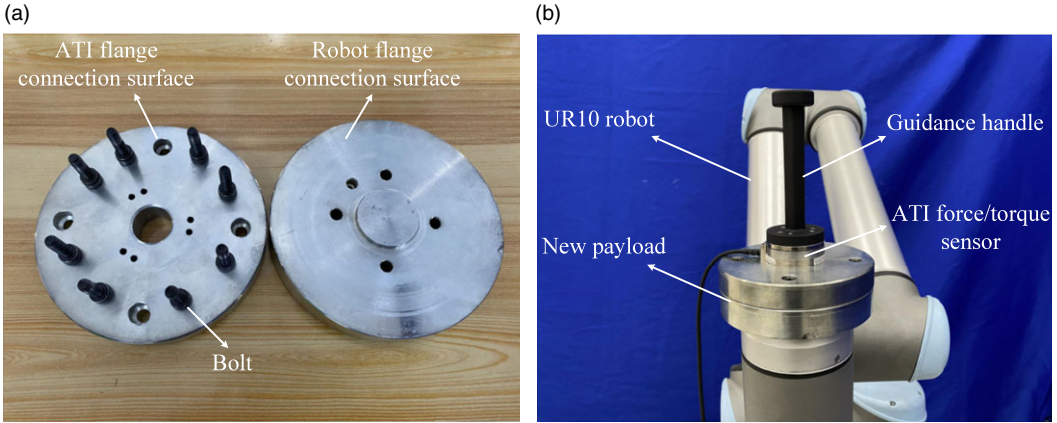 (a)
ATI flange
connection surface
Robot flange
connection surface
Bolt
(b)
UR10 robot
Guidance handle
New payload
ATI force/torque
sensor